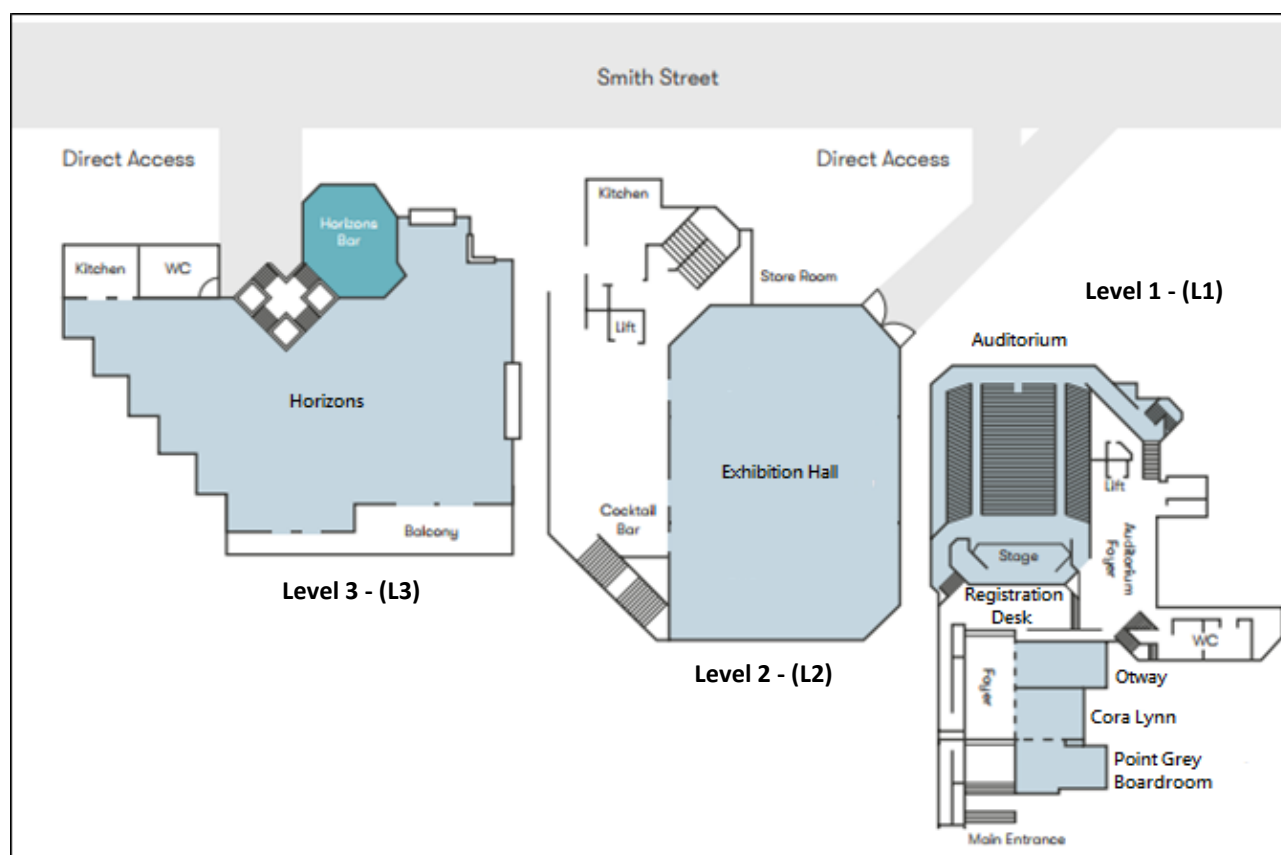 Smith Street
Direct Access
Direct Access
Kitchen
WC
Horizons
Bar
Horizons
Balcony
Level 3 - (L3)
Kitchen
Store Room
Lift
Exhibition Hall
Cocktail
Bar
Level 2 - (L2)
Level 1 - (L1)
Auditorium
Lift
Auditorium
Foyer
Stage
Registration
Desk
WC
Foyer
Otway
Cora Lynn
Point Grey
Boardroom
Main Entrance